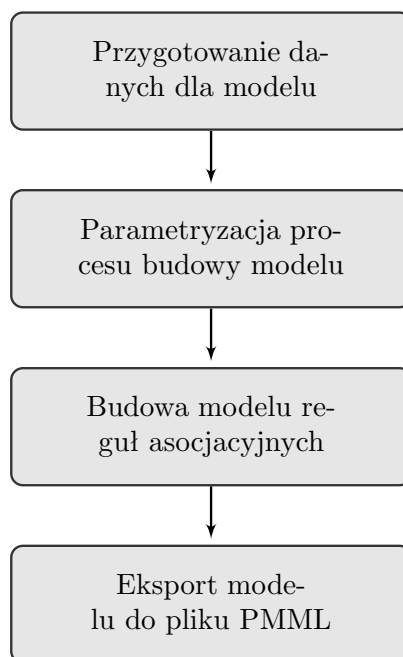 Przygotowanie da-
nych dla modelu
Parametryzacja pro-
cesu budowy modelu
Budowa modelu re-
guł asocjacyjnych
Eksport mode-
lu do pliku PMML